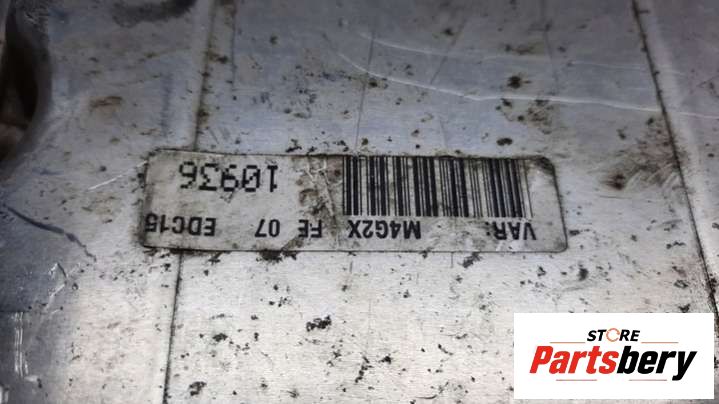 VAR: M4G2X FE 07 EDC15
10936
STORE
Partsbery